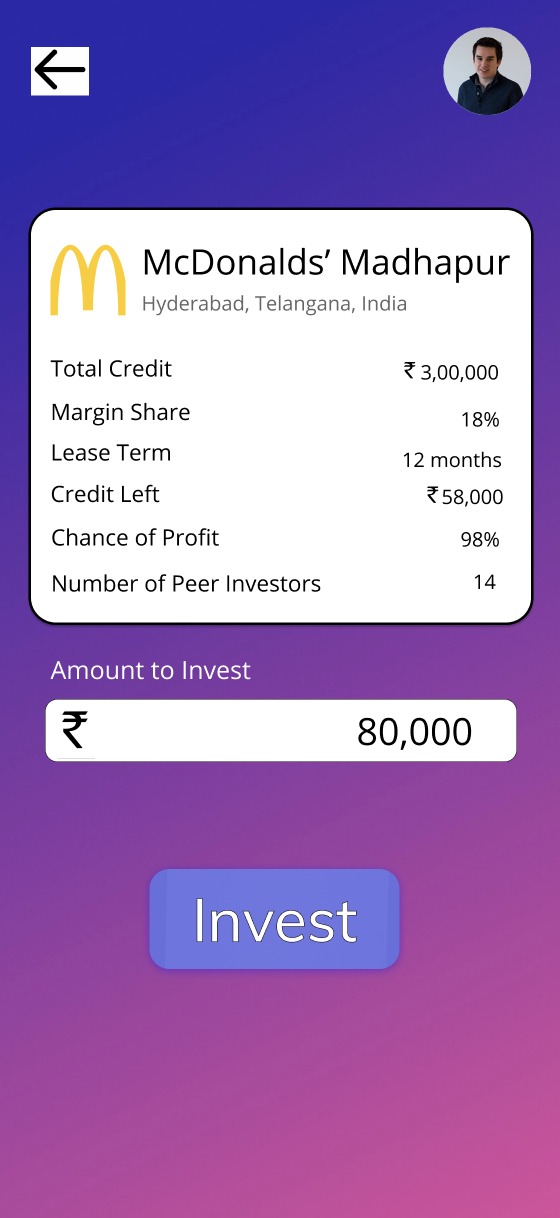 McDonalds’ Madhapur
Hyderabad, Telangana, India
Total Credit ₹ 3,00,000
Margin Share 18%
Lease Term 12 months
Credit Left ₹ 58,000
Chance of Profit 98%
Number of Peer Investors 14
Amount to Invest
₹ 80,000
Invest